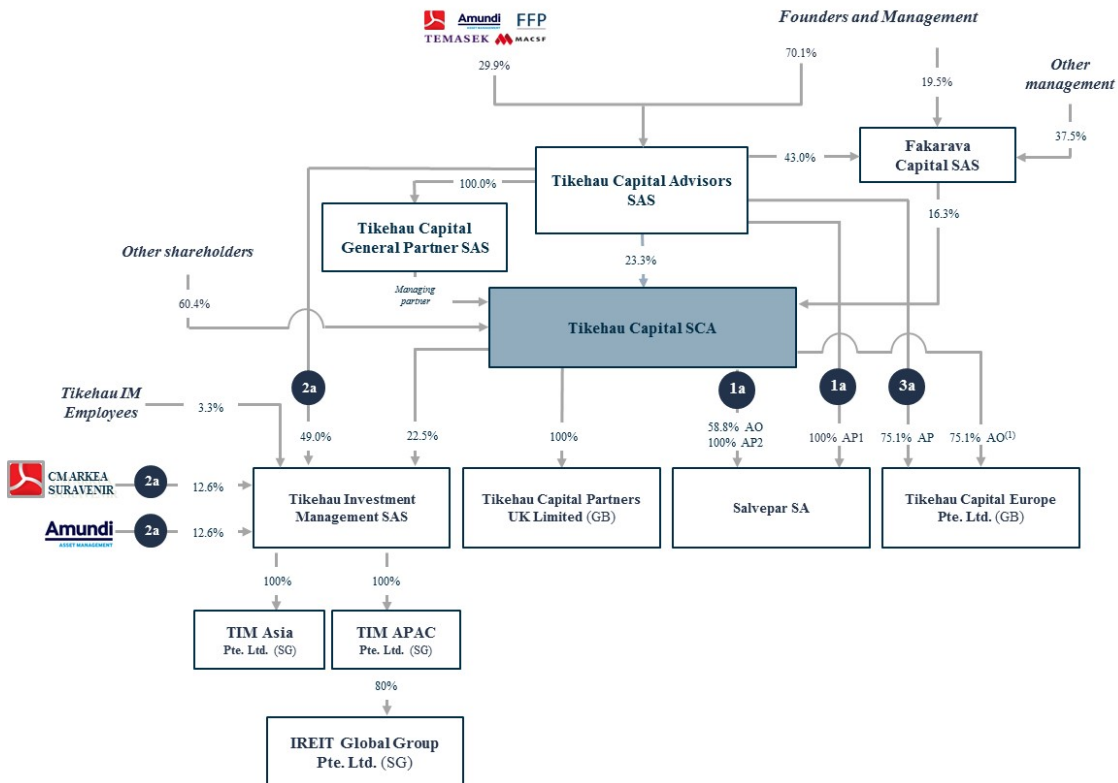 Amundi
ASSET MANAGEMENT
FFP
TEMASEK
MACSF
Founders and Management
29.9%
70.1%
19.5%
Other
management
37.5%
Fakarava
Capital SAS
43.0%
Tikehau Capital Advisors
SAS
100.0%
16.3%
Tikehau Capital
General Partner SAS
Other shareholders
23.3%
Managing
partner
60.4%
Tikehau Capital SCA
2a
1a
1a
3a
Tikehau IM
Employees
3.3%
49.0%
22.5%
100%
58.8% AO
100% AP2
100% AP1
75.1% AP
75.1% AO(1)
CM ARKEA
SURAVENIR
2a
12.6%
Amundi
ASSET MANAGEMENT
2a
12.6%
Tikehau Investment
Management SAS
Tikehau Capital Partners
UK Limited (GB)
Salvepar SA
Tikehau Capital Europe
Pte. Ltd. (GB)
100%
100%
TIM Asia
Pte. Ltd. (SG)
TIM APAC
Pte. Ltd. (SG)
80%
IREIT Global Group
Pte. Ltd. (SG)